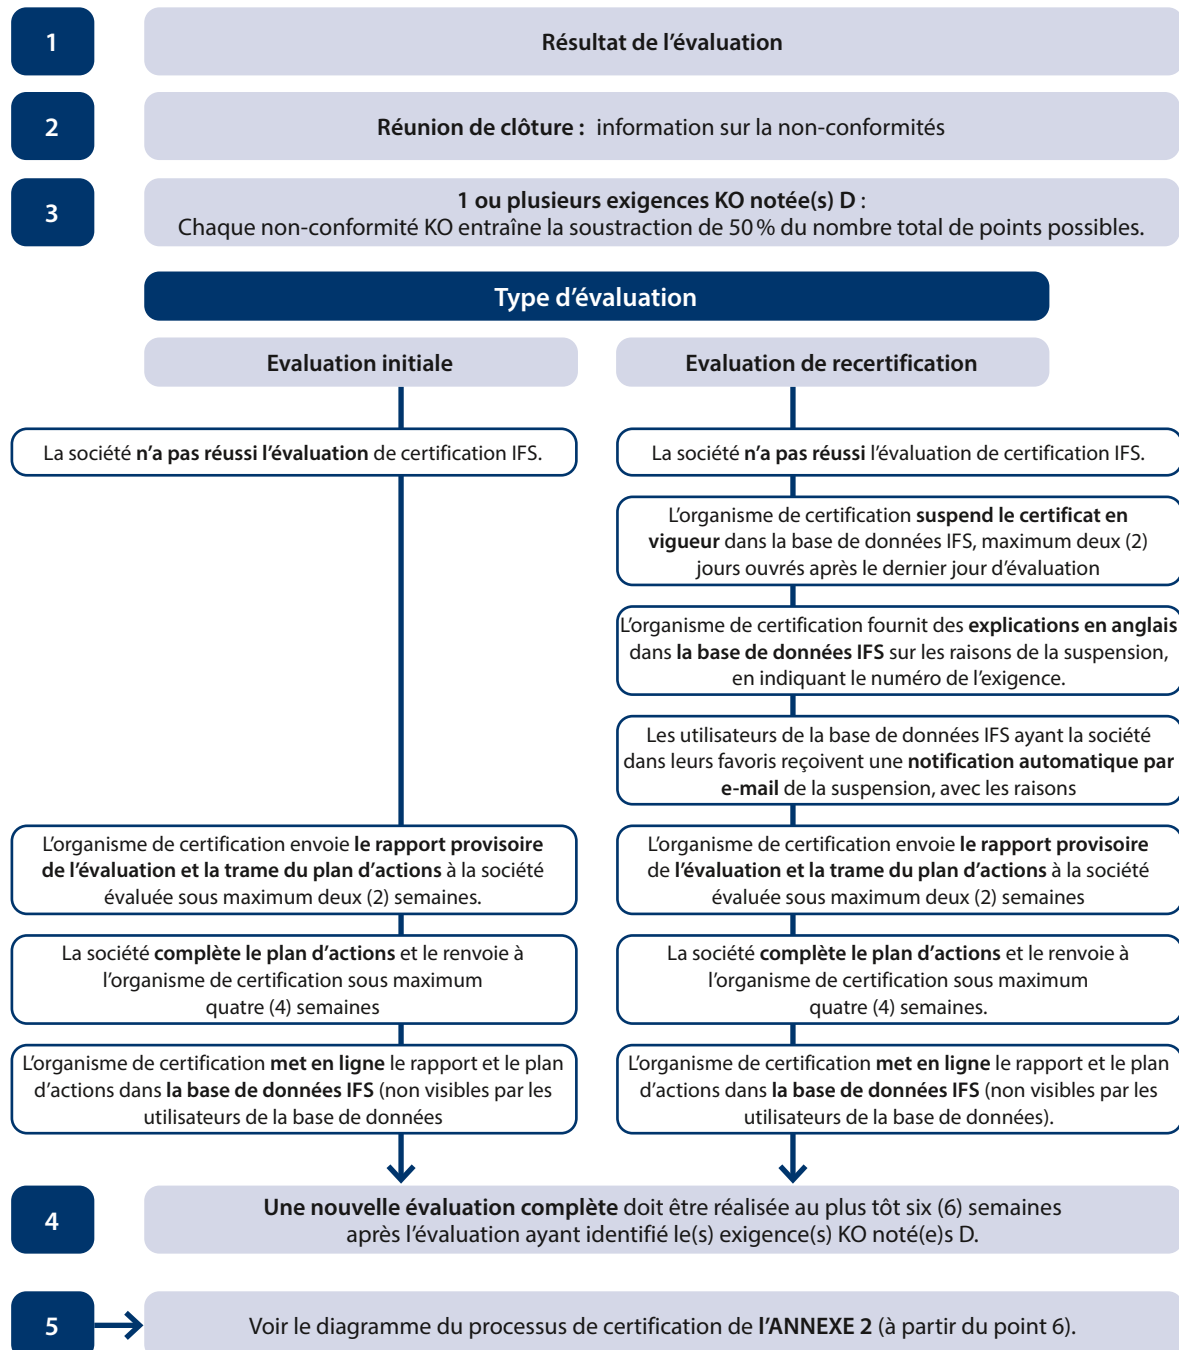 1
Résultat de l’évaluation
2
Réunion de clôture : information sur la non-conformités
3
1 ou plusieurs exigences KO notée(s) D :
Chaque non-conformité KO entraîne la soustraction de 50 % du nombre total de points possibles.
Type d’évaluation
Evaluation initiale
La société n’a pas réussi l’évaluation de certification IFS.
L’organisme de certification envoie le rapport provisoire
de l’évaluation et la trame du plan d’actions à la société
évaluée sous maximum deux (2) semaines.
La société complète le plan d’actions et le renvoie à
l’organisme de certification sous maximum
quatre (4) semaines
L’organisme de certification met en ligne le rapport et le plan
d’actions dans la base de données IFS (non visibles par les
utilisateurs de la base de données
Evaluation de recertification
La société n’a pas réussi l’évaluation de certification IFS.
L’organisme de certification suspend le certificat en
vigueur dans la base de données IFS, maximum deux (2)
jours ouvrés après le dernier jour d’évaluation
L’organisme de certification fournit des explications en anglais
dans la base de données IFS sur les raisons de la suspension,
en indiquant le numéro de l’exigence.
Les utilisateurs de la base de données IFS ayant la société
dans leurs favoris reçoivent une notification automatique par
e-mail de la suspension, avec les raisons
L’organisme de certification envoie le rapport provisoire
de l’évaluation et la trame du plan d’actions à la société
évaluée sous maximum deux (2) semaines
La société complète le plan d’actions et le renvoie à
l’organisme de certification sous maximum
quatre (4) semaines.
L’organisme de certification met en ligne le rapport et le plan
d’actions dans la base de données IFS (non visibles par les
utilisateurs de la base de données).
4
Une nouvelle évaluation complète doit être réalisée au plus tôt six (6) semaines
après l’évaluation ayant identifié le(s) exigence(s) KO noté(e)s D.
5
Voir le diagramme du processus de certification de l’ANNEXE 2 (à partir du point 6).